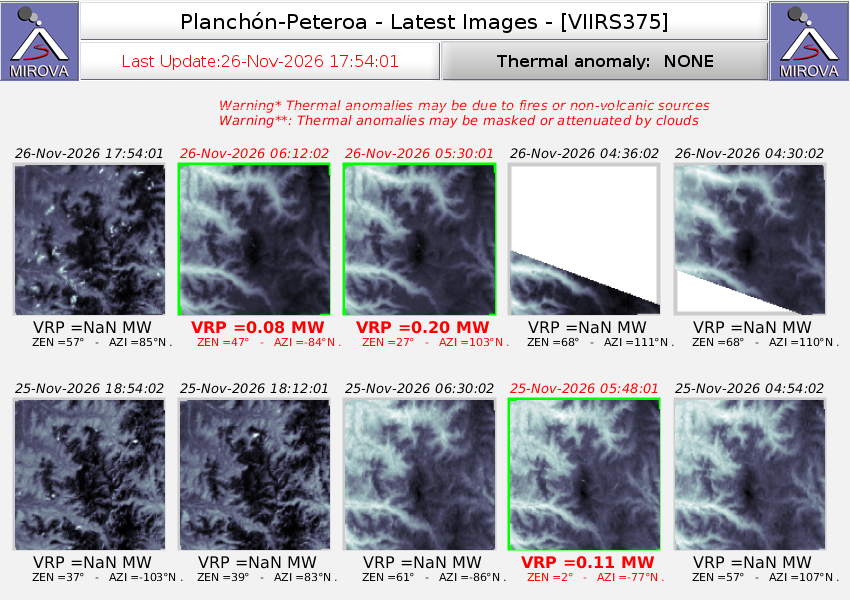 Planchón-Peteroa - Latest Images - [VIIRS375]
MIROVA
Last Update:26-Nov-2026 17:54:01
Thermal anomaly: NONE
MIROVA
Warning* Thermal anomalies may be due to fires or non-volcanic sources
Warning**: Thermal anomalies may be masked or attenuated by clouds
26-Nov-2026 17:54:01 26-Nov-2026 06:12:02 26-Nov-2026 05:30:01 26-Nov-2026 04:36:02 26-Nov-2026 04:30:02
VRP =NaN MW VRP =0.08 MW VRP =0.20 MW VRP =NaN MW VRP =NaN MW
ZEN =57° - AZI =85°N . ZEN =47° - AZI =-84°N . ZEN =27° - AZI =103°N . ZEN =68° - AZI =111°N . ZEN =68° - AZI =110°N .
25-Nov-2026 18:54:02 25-Nov-2026 18:12:01 25-Nov-2026 06:30:02 25-Nov-2026 05:48:01 25-Nov-2026 04:54:02
VRP =NaN MW VRP =NaN MW VRP =NaN MW VRP =0.11 MW VRP =NaN MW
ZEN =37° - AZI =-103°N . ZEN =39° - AZI =83°N . ZEN =61° - AZI =-86°N . ZEN =2° - AZI =-77°N . ZEN =57° - AZI =107°N .